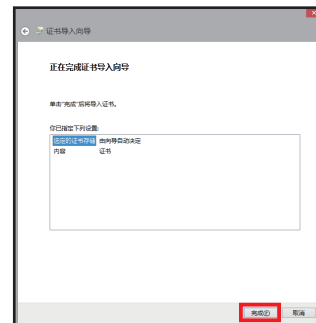 证书导入向导
正在完成证书导入向导
单击"完成"后将导入证书。
你已指定下列设置:
选定的证书存储 由向导自动决定
内容 证书
完成(F) 取消